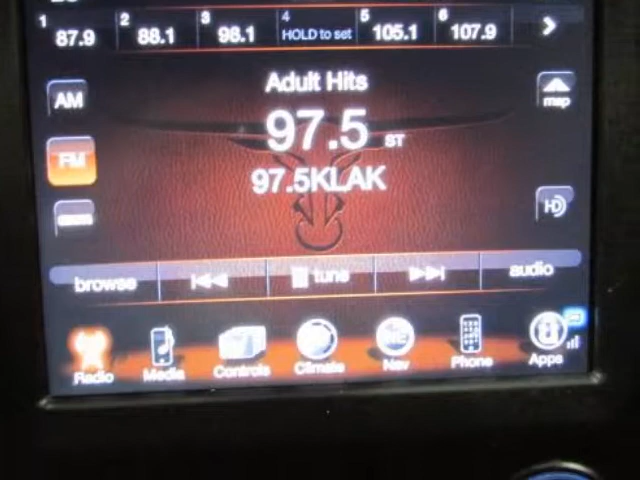 1 87.9 2 88.1 3 98.1 4 HOLD to set 5 105.1 6 107.9
Adult Hits
AM
map
97.5 ST
FM
97.5KLAK
HD
browse
tune
audio
Radio
Media
Controls
Climate
Nav
Phone
Apps